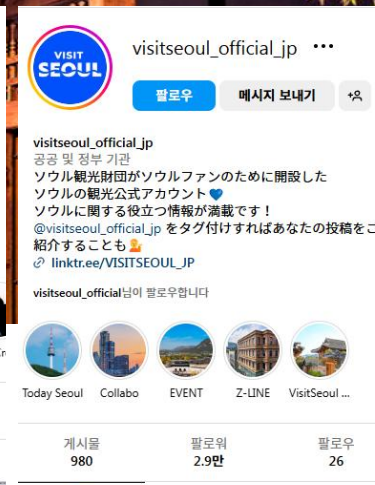 VISIT
SEOUL
visitseoul_official_jp
팔로우 메시지 보내기
visitseoul_official_jp
공공 및 정부 기관
ソウル観光財団がソウルファンのために開設した
ソウルの観光公式アカウント💙
ソウルに関する役立つ情報が満載です！
@visitseoul_official_jp をタグ付けすればあなたの投稿をご
紹介することも💁
linktr.ee/VISITSEOUL_JP
visitseoul_official님이 팔로우합니다
Today Seoul Collabo EVENT Z-LINE VisitSeoul ...
게시물 팔로워 팔로우
980 2.9만 26